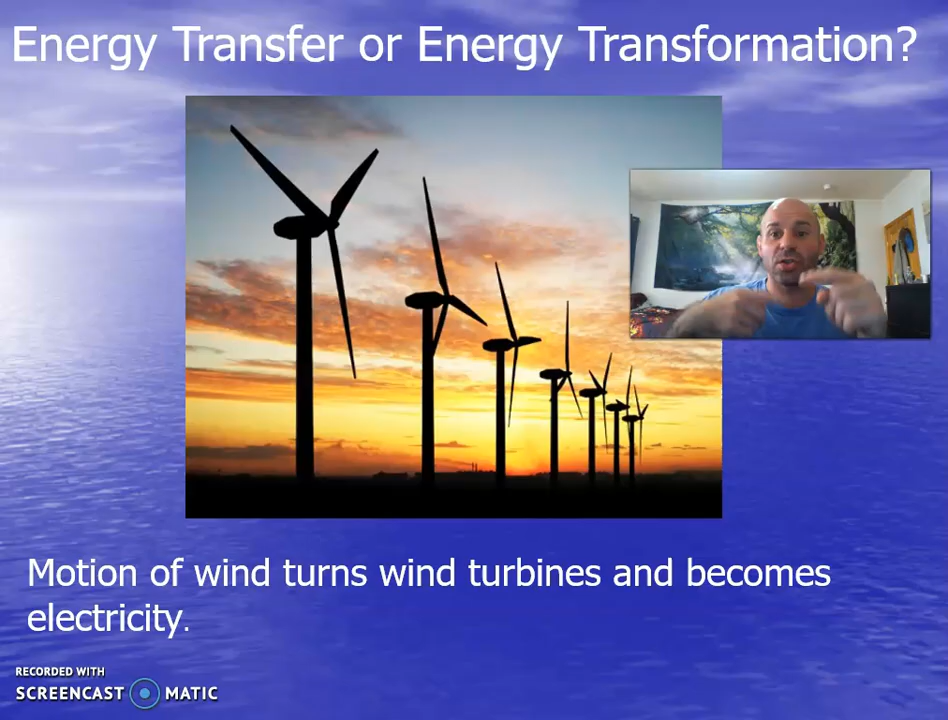 Energy Transfer or Energy Transformation?
Motion of wind turns wind turbines and becomes
electricity.
RECORDED WITH
SCREENCAST MATIC